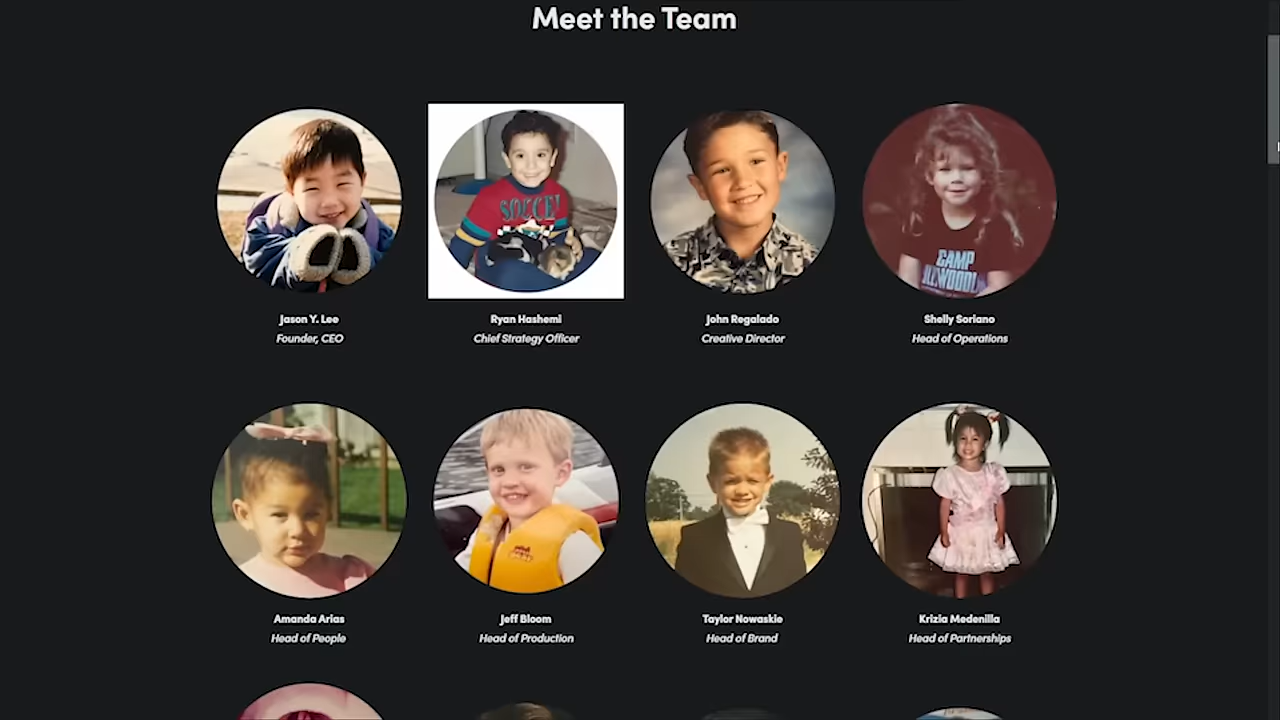 Meet the Team
SOCCE
CAMP
Jason Y. Lee
Founder, CEO
Ryan Hashemi
Chief Strategy Officer
John Regalado
Creative Director
Shelly Soriano
Head of Operations
Amanda Arias
Head of People
Jeff Bloom
Head of Production
Taylor Nowaskie
Head of Brand
Krizia Medenilla
Head of Partnerships